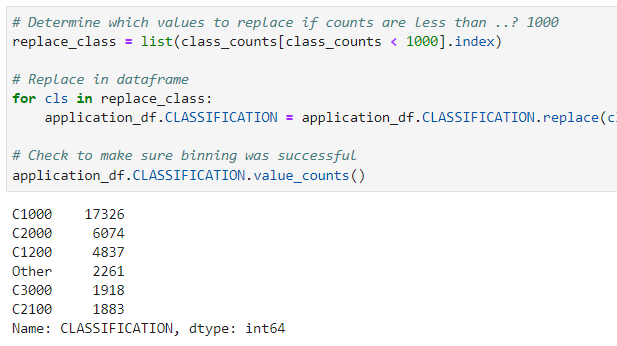 # Determine which values to replace if counts are less than ..? 1000
replace_class = list(class_counts[class_counts < 1000].index)
# Replace in dataframe
for cls in replace_class:
application_df.CLASSIFICATION = application_df.CLASSIFICATION.replace(
# Check to make sure binning was successful
application_df.CLASSIFICATION.value_counts()
C1000 17326
C2000 6074
C1200 4837
Other 2261
C3000 1918
C2100 1883
Name: CLASSIFICATION, dtype: int64